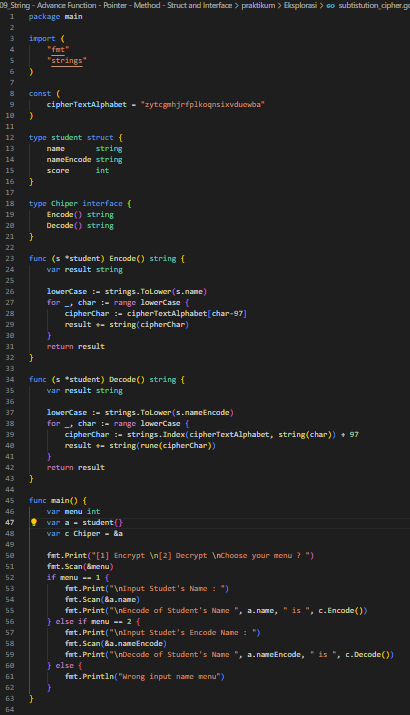 09_String - Advance Function - Pointer - Method - Struct and Interface > praktikum > Eksplorasi > subtistution_cipher.go
1 package main
2
3 import (
4 "fmt"
5 "strings"
6 )
7
8 const (
9 cipherTextAlphabet = "zytcgmhjrfplkoqnsixvduewba"
10 )
11
12 type student struct {
13 name string
14 nameEncode string
15 score int
16 }
17
18 type Chiper interface {
19 Encode() string
20 Decode() string
21 }
22
23 func (s *student) Encode() string {
24 var result string
25
26 lowerCase := strings.ToLower(s.name)
27 for _, char := range lowerCase {
28 cipherChar := cipherTextAlphabet[char-97]
29 result += string(cipherChar)
30 }
31 return result
32 }
33
34 func (s *student) Decode() string {
35 var result string
36
37 lowerCase := strings.ToLower(s.nameEncode)
38 for _, char := range lowerCase {
39 cipherChar := strings.Index(cipherTextAlphabet, string(char)) + 97
40 result += string(rune(cipherChar))
41 }
42 return result
43 }
44
45 func main() {
46 var menu int
47 var a = student{}
48 var c Chiper = &a
49
50 fmt.Print("[1] Encrypt \n[2] Decrypt \nChoose your menu ? ")
51 fmt.Scan(&menu)
52 if menu == 1 {
53 fmt.Print("\nInput Studet's Name : ")
54 fmt.Scan(&a.name)
55 fmt.Print("\nEncode of Student's Name ", a.name, " is ", c.Encode())
56 } else if menu == 2 {
57 fmt.Print("\nInput Studet's Encode Name : ")
58 fmt.Scan(&a.nameEncode)
59 fmt.Print("\nDecode of Student's Name ", a.nameEncode, " is ", c.Decode())
60 } else {
61 fmt.Println("Wrong input name menu")
62 }
63 }
64